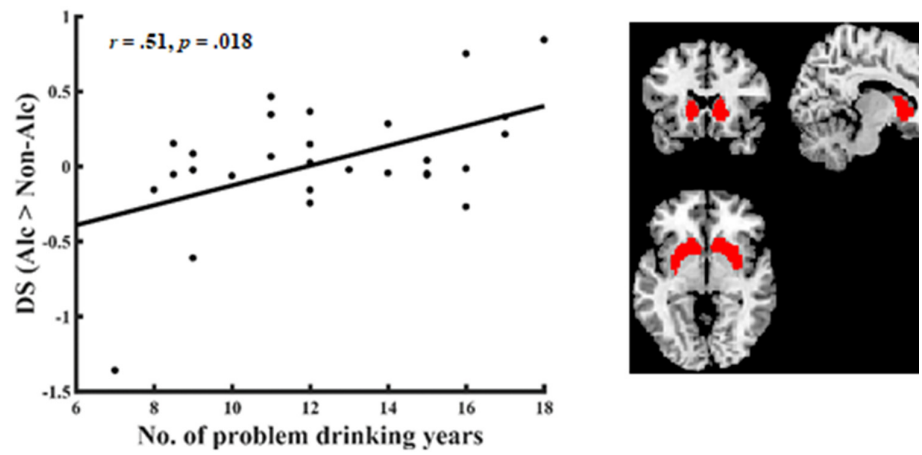 r = .51, p = .018
DS (Alc > Non-Alc)
1
0.5
0
-0.5
-1
-1.5
6 8 10 12 14 16 18
No. of problem drinking years